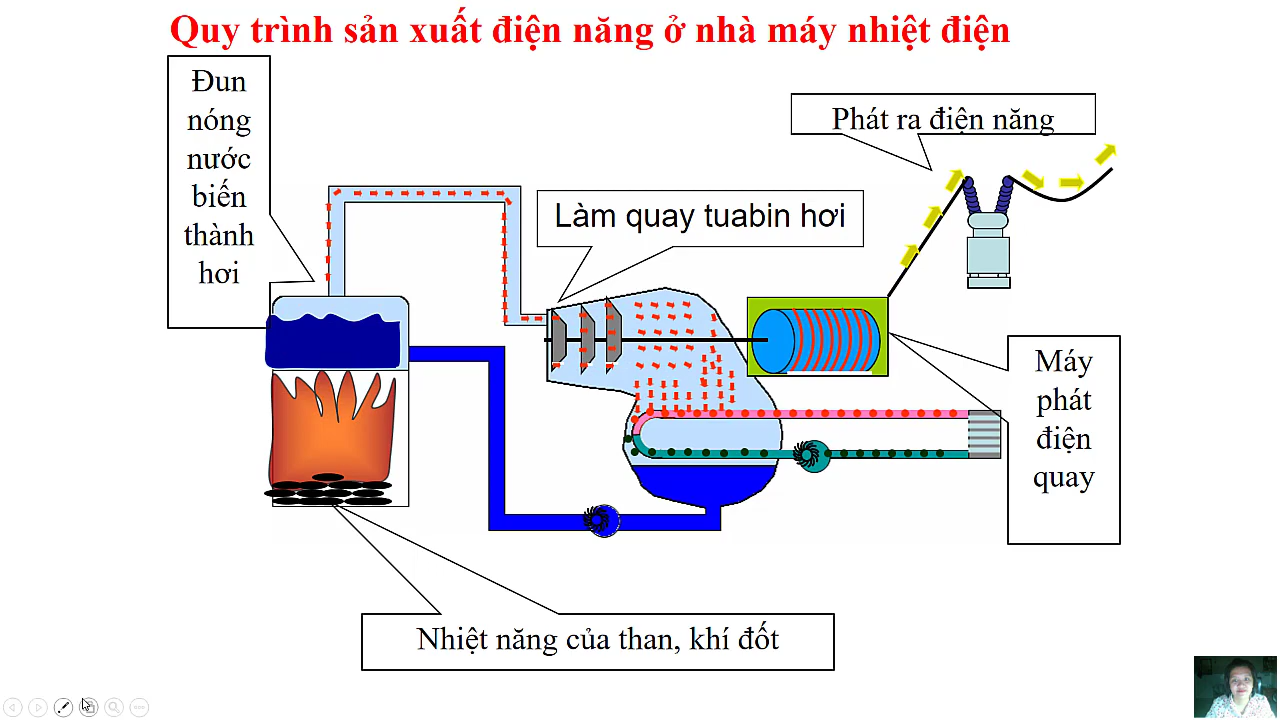 Quy trình sản xuất điện năng ở nhà máy nhiệt điện
Đun
nóng
nước
biến
thành
hơi
Phát ra điện năng
Làm quay tuabin hơi
Máy
phát
điện
quay
Nhiệt năng của than, khí đốt